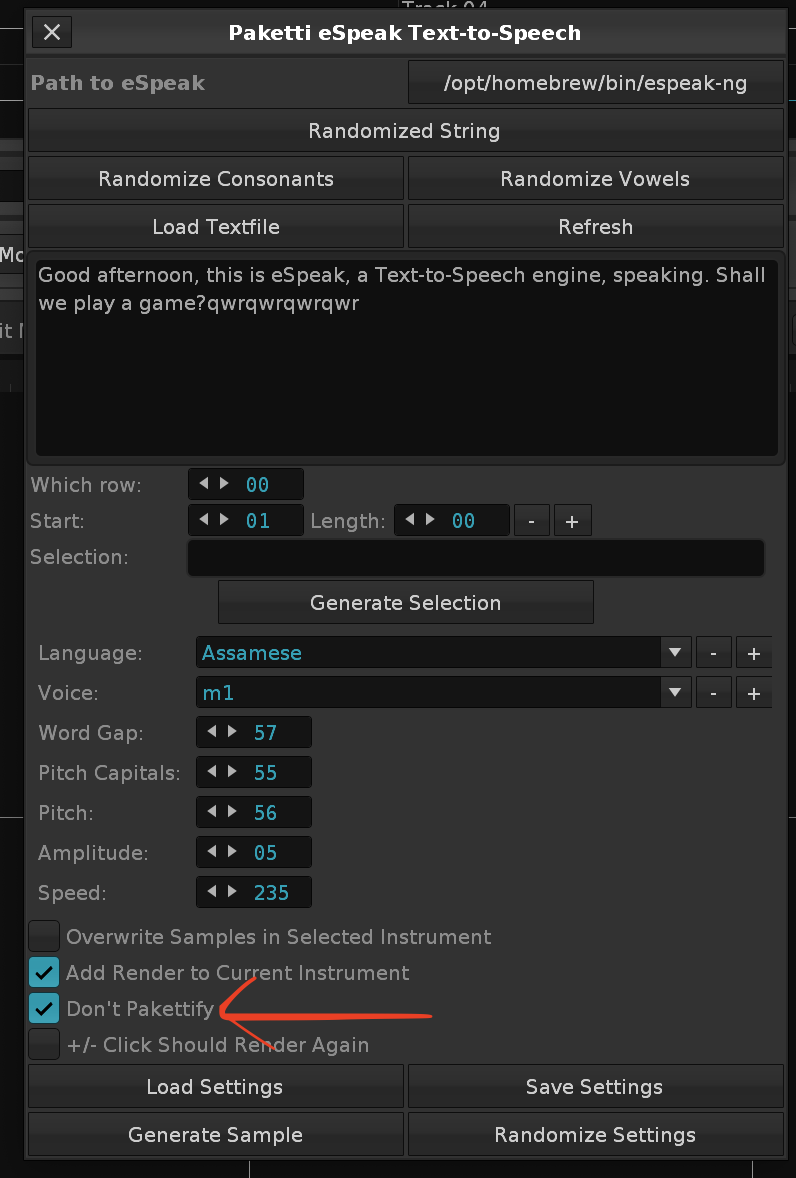 Track 04
Paketti eSpeak Text-to-Speech
Path to eSpeak /opt/homebrew/bin/espeak-ng
Randomized String
Randomize Consonants Randomize Vowels
Load Textfile Refresh
Good afternoon, this is eSpeak, a Text-to-Speech engine, speaking. Shall
we play a game?qwrqwrqwrqwr
Which row: 00
Start: 01 Length: 00 - +
Selection:
Generate Selection
Language: Assamese - +
Voice: m1 - +
Word Gap: 57
Pitch Capitals: 55
Pitch: 56
Amplitude: 05
Speed: 235
Overwrite Samples in Selected Instrument
Add Render to Current Instrument
Don't Pakettify
+/- Click Should Render Again
Load Settings Save Settings
Generate Sample Randomize Settings